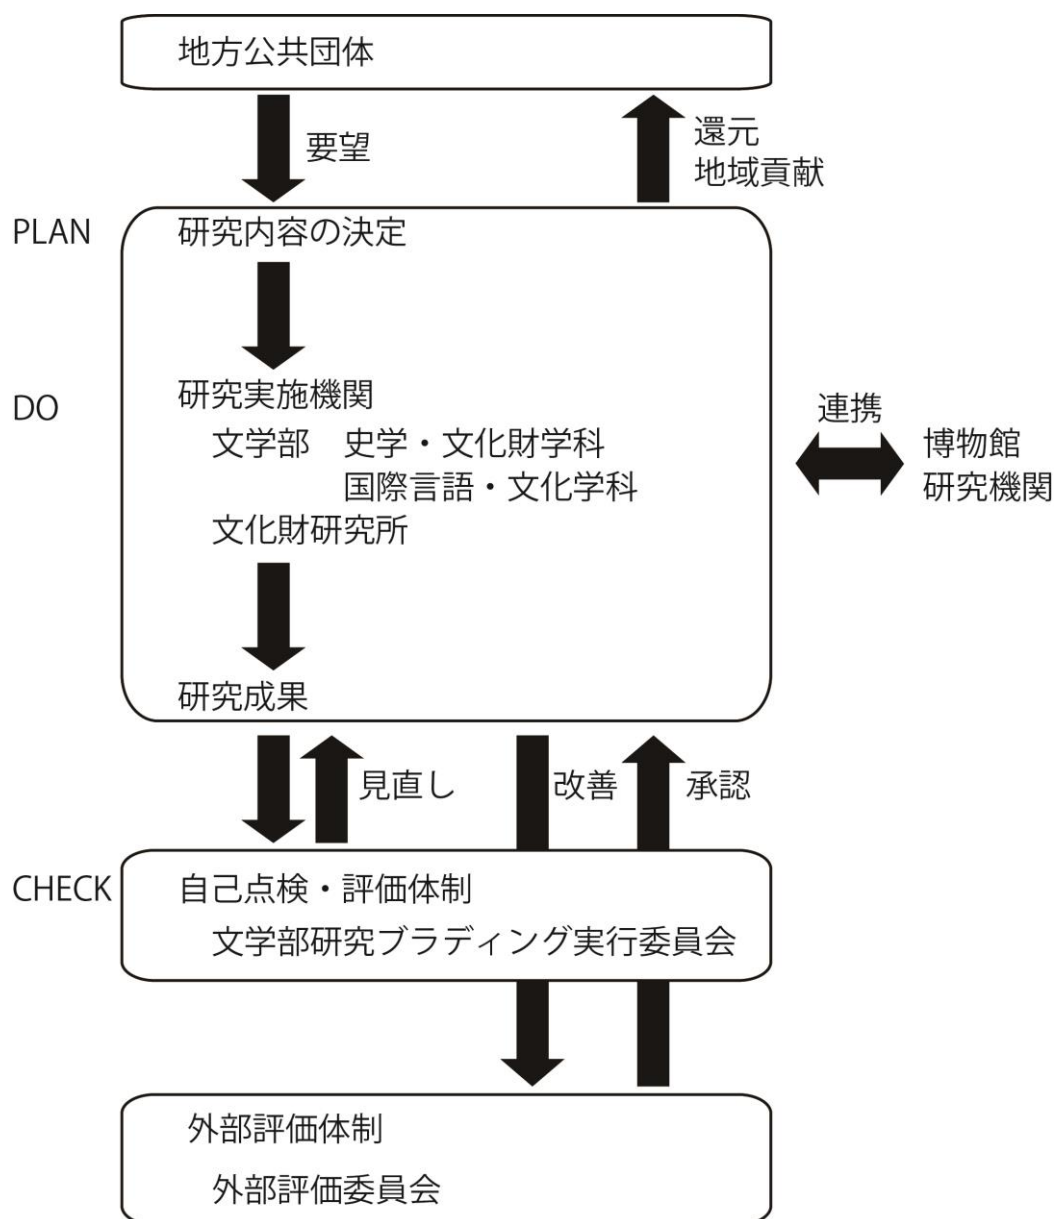 地方公共団体
要望
還元
地域貢献
PLAN
研究内容の決定
DO
研究実施機関
文学部 史学・文化財学科
国際言語・文化学科
文化財研究所
連携
博物館
研究機関
研究成果
見直し
改善
承認
CHECK
自己点検・評価体制
文学部研究ブラディング実行委員会
外部評価体制
外部評価委員会